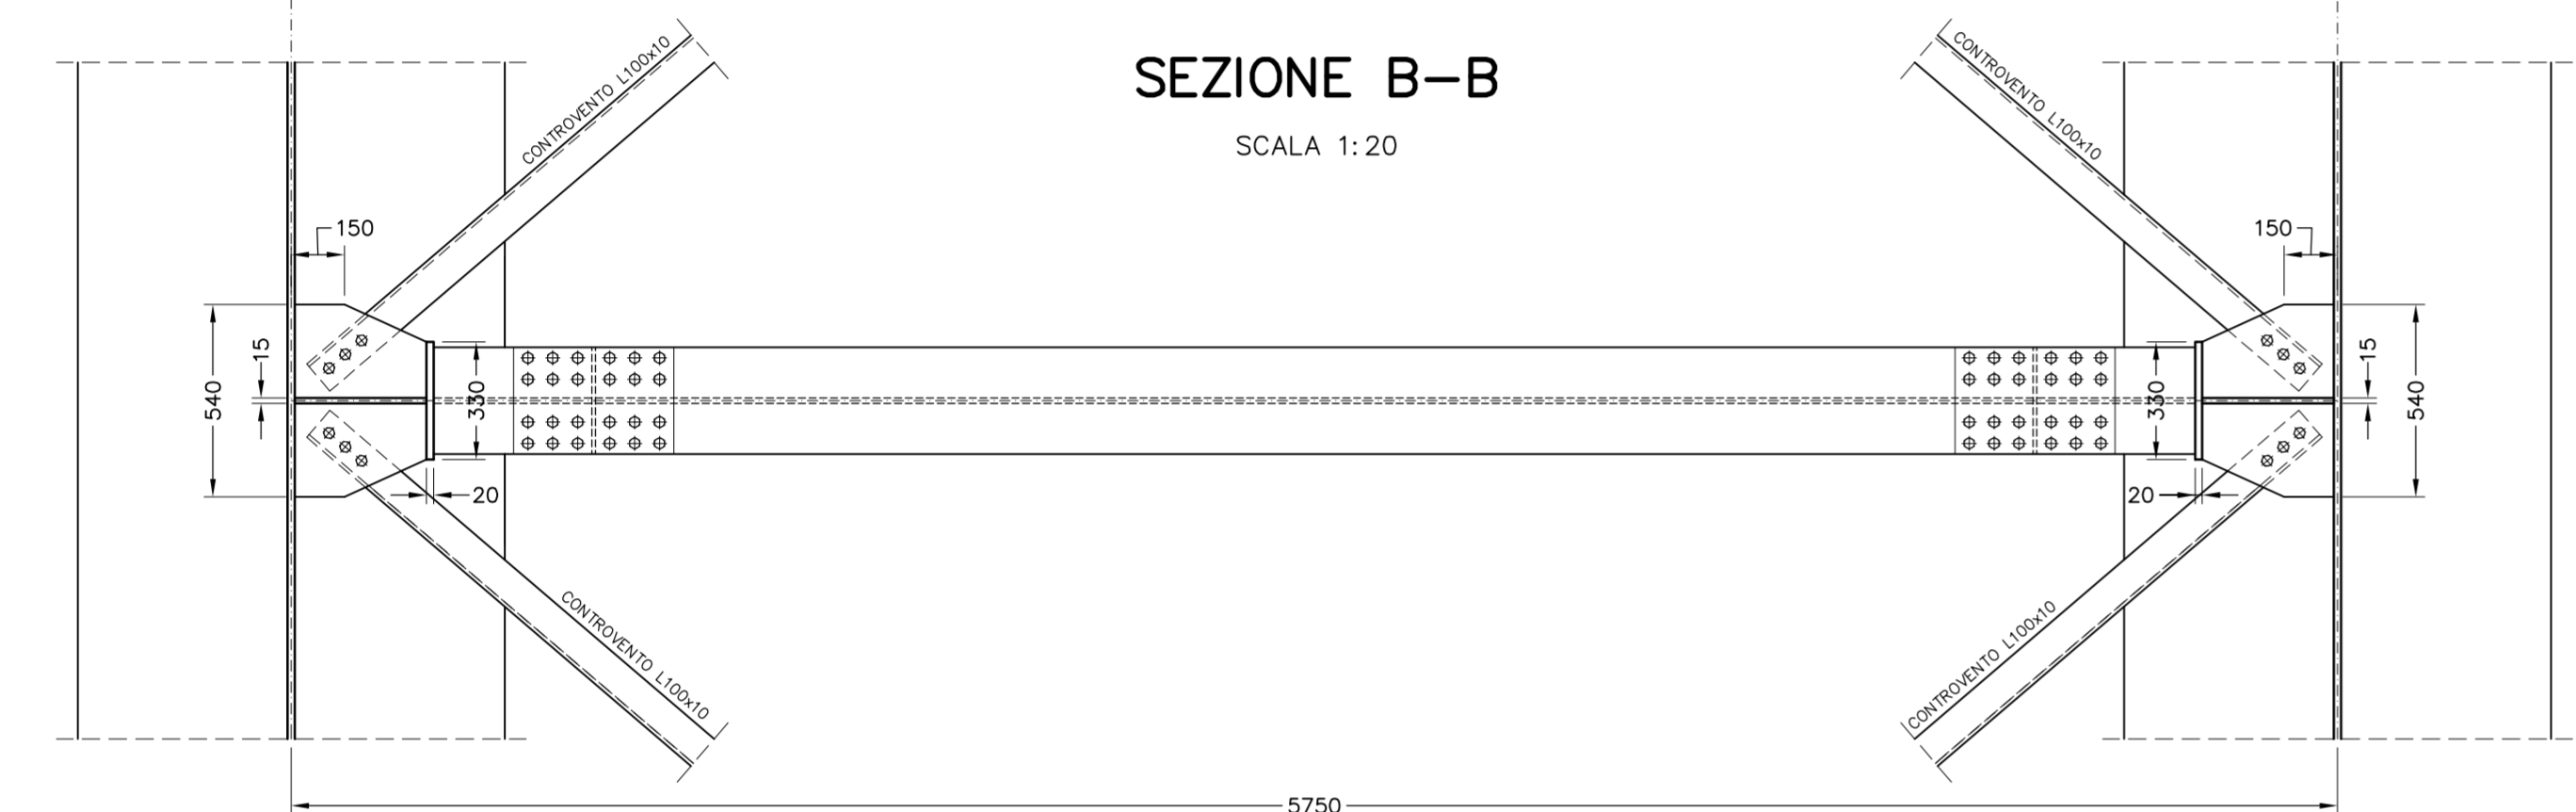 CONTROVENTO L100x10
SEZIONE B-B
SCALA 1:20
CONTROVENTO L100x10
150
150
540
15
330
20
330
20
15
540
CONTROVENTO L100x10
CONTROVENTO L100x10
5750